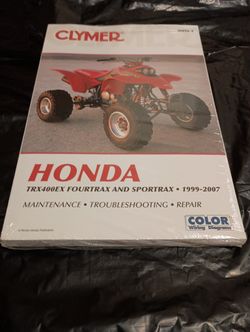 CLYMER
HONDA
TRX400EX FOURTRAX AND SPORTRAX • 1999-2007
MAINTENANCE • TROUBLESHOOTING • REPAIR
COLOR
Wiring Diagrams